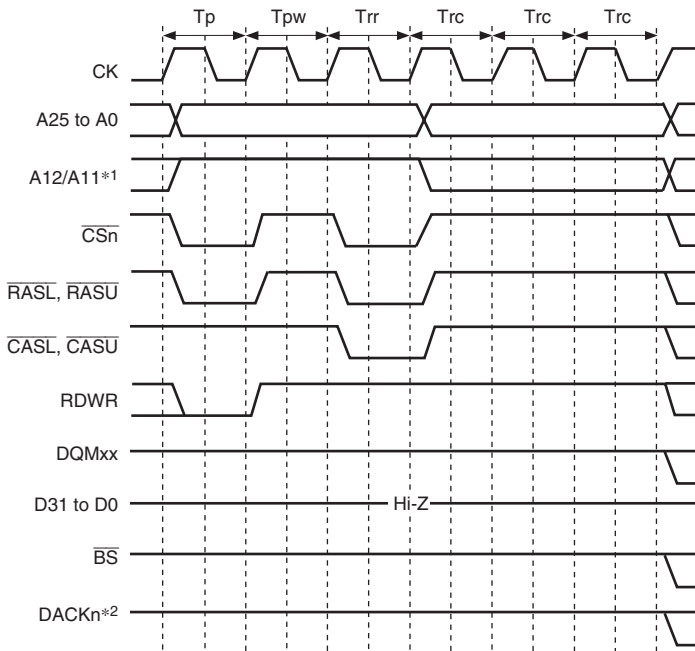 Tp Tpw Trr Trc Trc Trc
CK
A25 to A0
A12/A11*1
CSn
RASL, RASU
CASL, CASU
RDWR
DQMxx
D31 to D0 Hi-Z
BS
DACKn*2